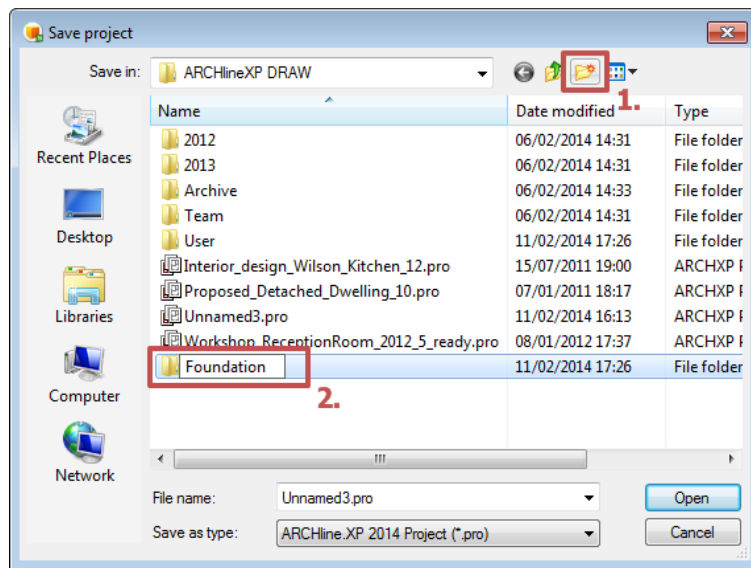 Save project
Save in: ARCHlineXP DRAW
1.
Name Date modified Type
2012 06/02/2014 14:31 File folder
2013 06/02/2014 14:31 File folder
Archive 06/02/2014 14:33 File folder
Team 06/02/2014 14:31 File folder
User 11/02/2014 17:26 File folder
Interior_design_Wilson_Kitchen_12.pro 15/07/2011 19:00 ARCHXP
Proposed_Detached_Dwelling_10.pro 07/01/2011 18:17 ARCHXP
Unnamed3.pro 11/02/2014 16:13 ARCHXP
Workshop_ReceptionRoom_2012_5_ready.pro 08/01/2012 17:37 ARCHXP
Foundation 11/02/2014 17:26 File folder
2.
Recent Places
Desktop
Libraries
Computer
Network
File name: Unnamed3.pro Open
Save as type: ARCHline.XP 2014 Project (*.pro) Cancel